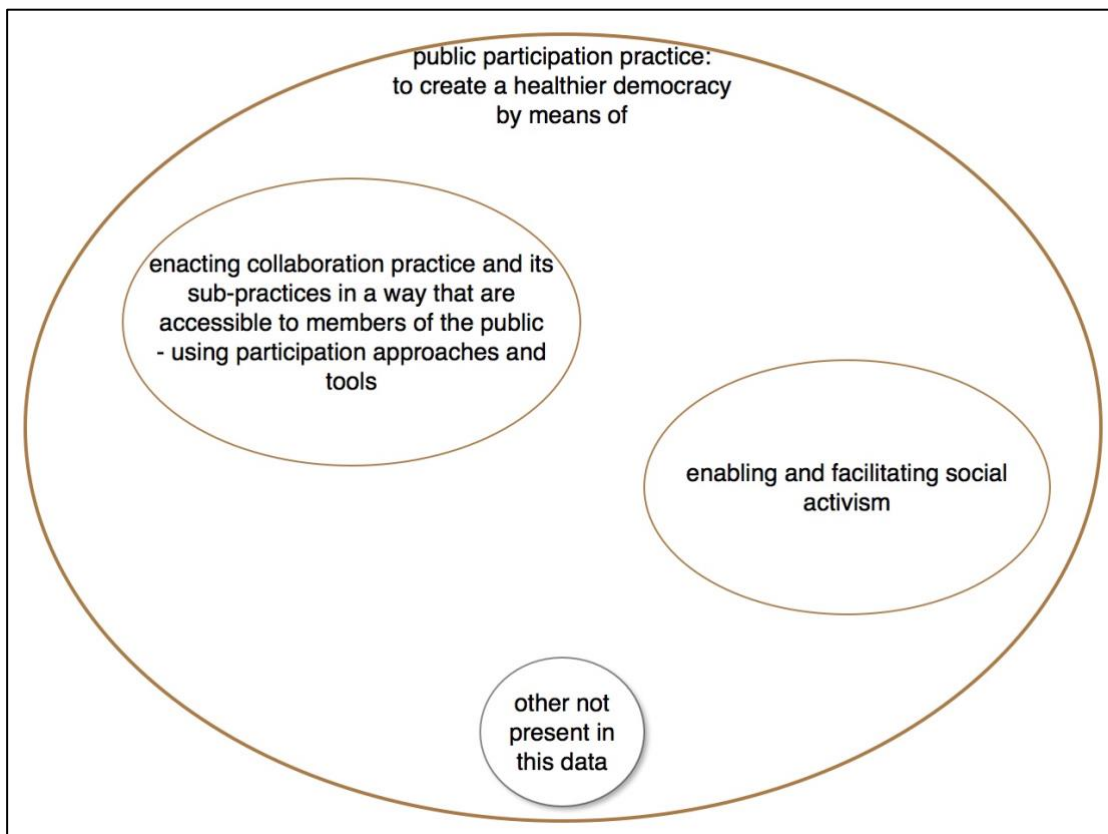 public participation practice:
to create a healthier democracy
by means of
enacting collaboration practice and its
sub-practices in a way that are
accessible to members of the public
- using participation approaches and
tools
enabling and facilitating social
activism
other not
present in
this data